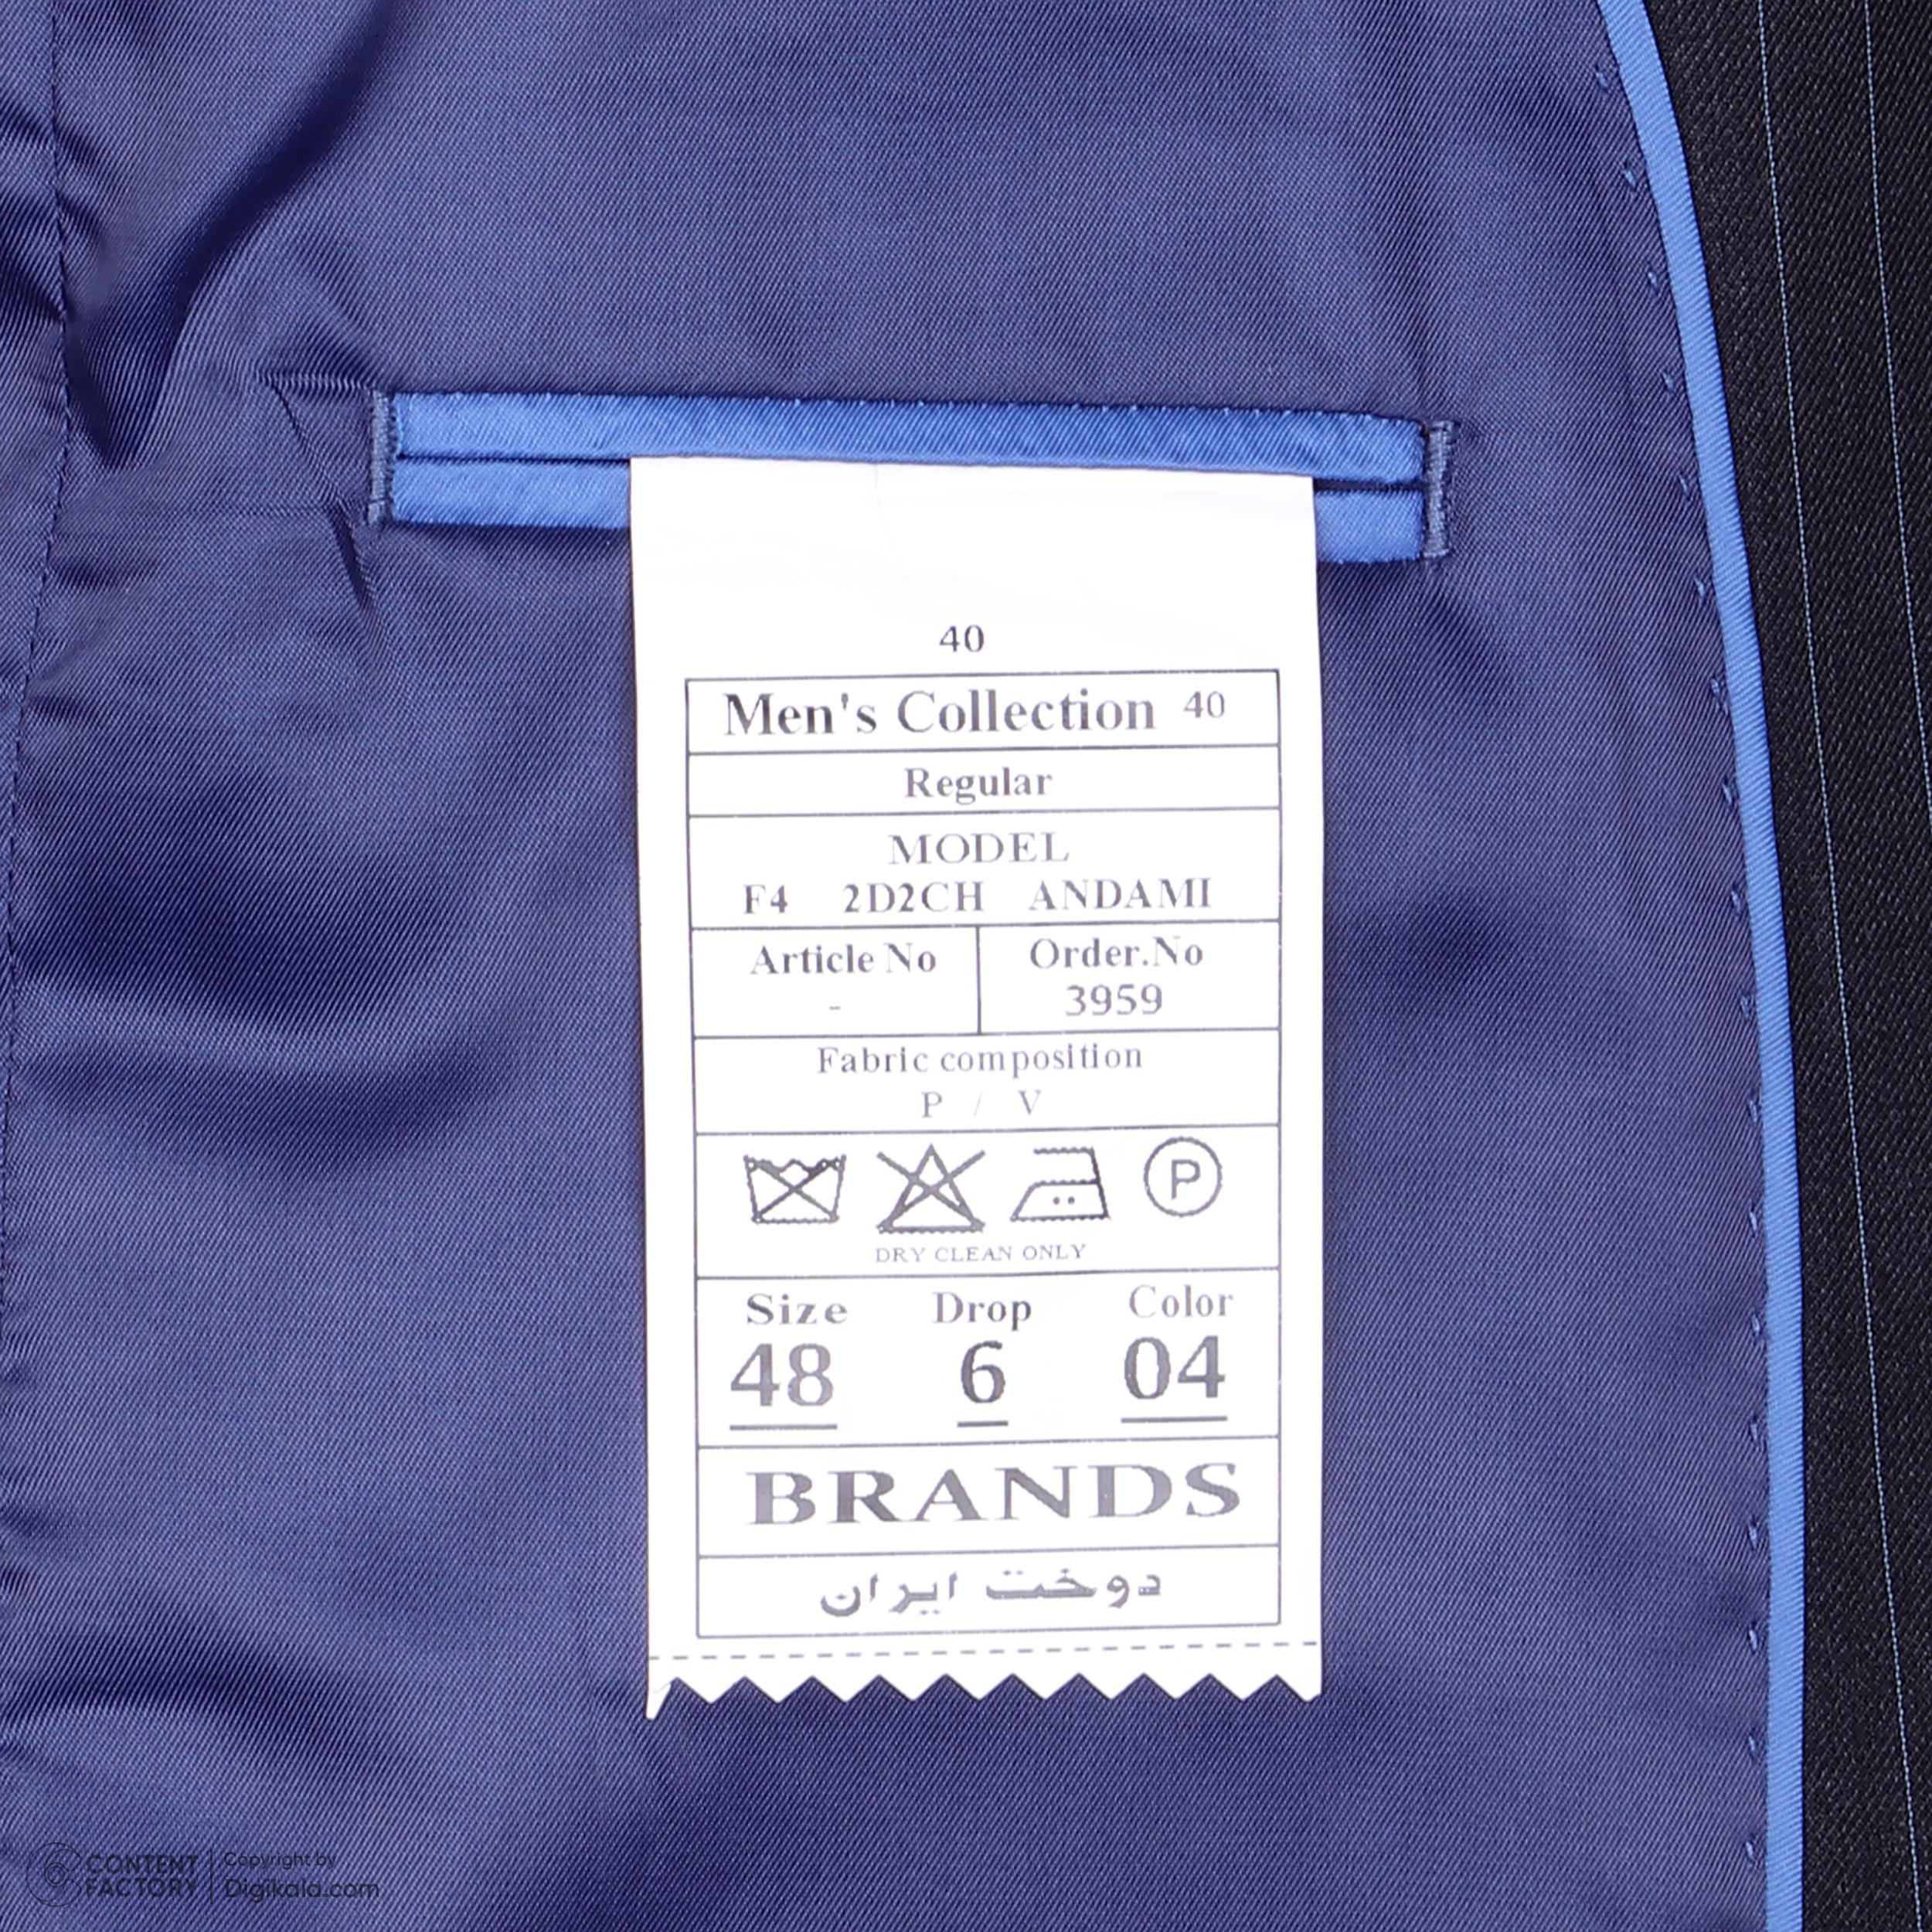 40
Men's Collection 40
Regular
MODEL
F4 2D2CH ANDAMI
Article No Order.No
- 3959
Fabric composition
P / V
P
DRY CLEAN ONLY
Size Drop Color
48 6 04
BRANDS
دوخت ایران
CONTENT FACTORY
Copyright by
Digikala.com